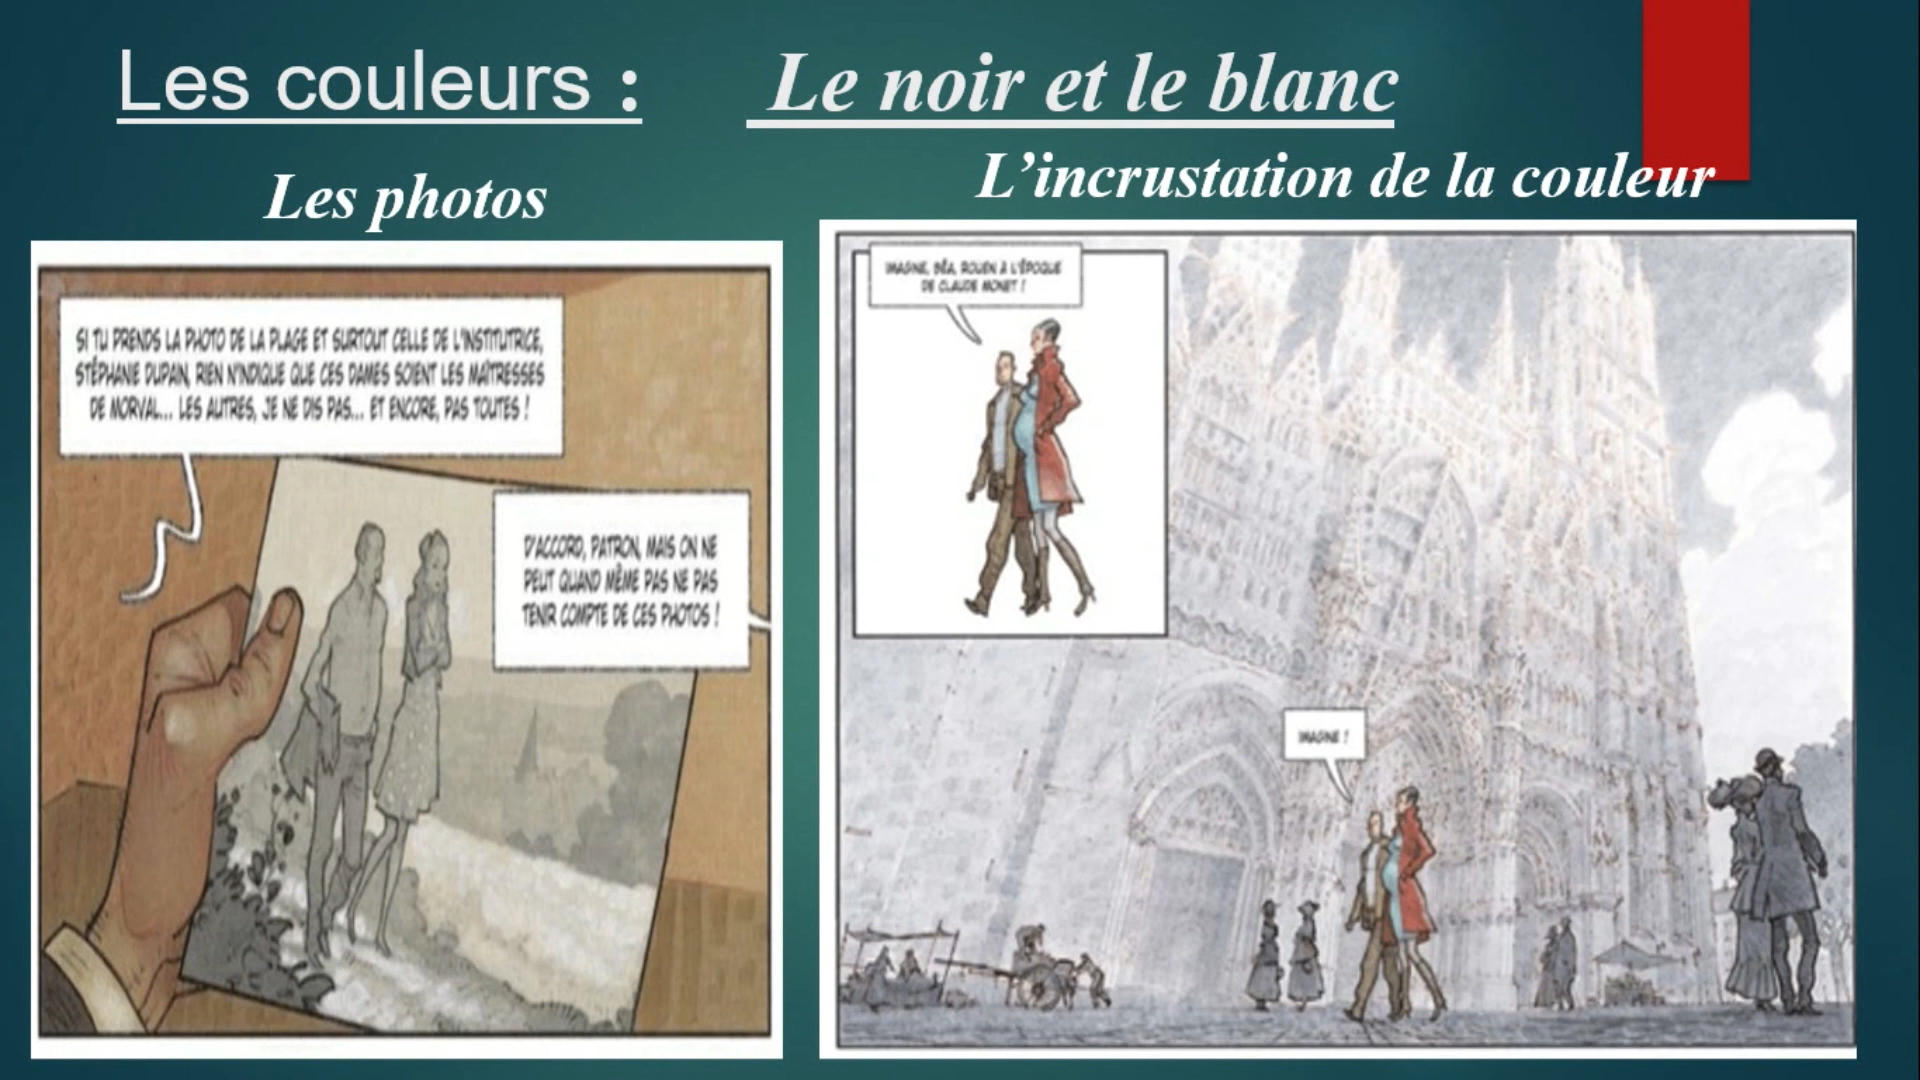 Les couleurs : Le noir et le blanc
Les photos
L’incrustation de la couleur
SI TU PRENDS LA PHOTO DE LA PLAGE ET SURTOUT CELLE DE L'INSTITUTRICE,
STÉPHANIE DUPAIN, RIEN N'INDIQUE QUE CES DAMES SOIENT LES MAÎTRESSES
DE MORVAL... LES AUTRES, JE NE DIS PAS... ET ENCORE, PAS TOUTES !
D'ACCORD, PATRON, MAIS ON NE
PEUT QUAND MÊME PAS NE PAS
TENIR COMPTE DE CES PHOTOS !
IMAGINE, BÉA, ROUEN À L'ÉPOQUE
DE CLAUDE MONET !
IMAGINE !